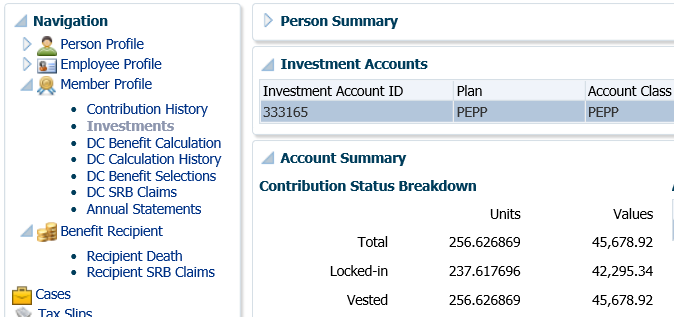 Navigation
Person Profile
Employee Profile
Member Profile
Contribution History
Investments
DC Benefit Calculation
DC Calculation History
DC Benefit Selections
DC SRB Claims
Annual Statements
Benefit Recipient
Recipient Death
Recipient SRB Claims
Cases
Tax Slips
Person Summary
Investment Accounts
Investment Account ID Plan Account Class
333165 PEPP PEPP
Account Summary
Contribution Status Breakdown
Units Values
Total 256.626869 45,678.92
Locked-in 237.617696 42,295.34
Vested 256.626869 45,678.92